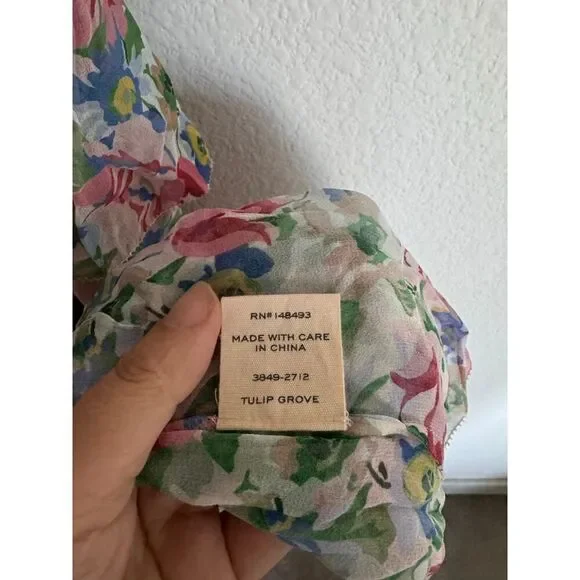 RN# 148493
MADE WITH CARE
IN CHINA
3849-2712
TULIP GROVE